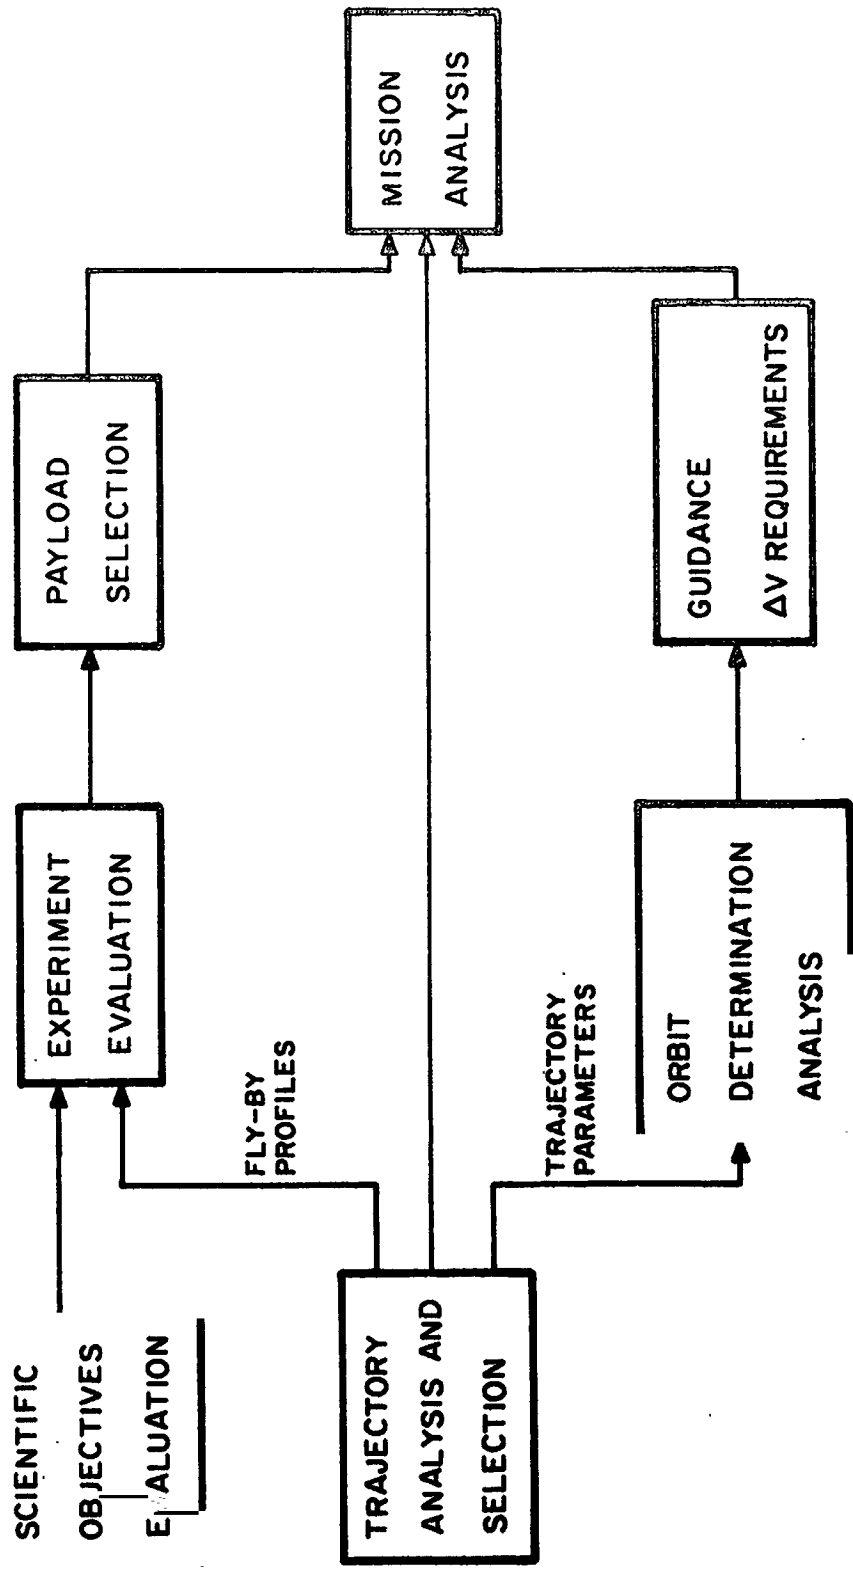 SCIENTIFIC
OBJECTIVES
E ALUATION
EXPERIMENT
EVALUATION
PAYLOAD
SELECTION
FLY-BY
PROFILES
TRAJECTORY
ANALYSIS AND
SELECTION
MISSION
ANALYSIS
TRAJECTORY
PARAMETERS
ORBIT
DETERMINATION
ANALYSIS
GUIDANCE
ΔV REQUIREMENTS